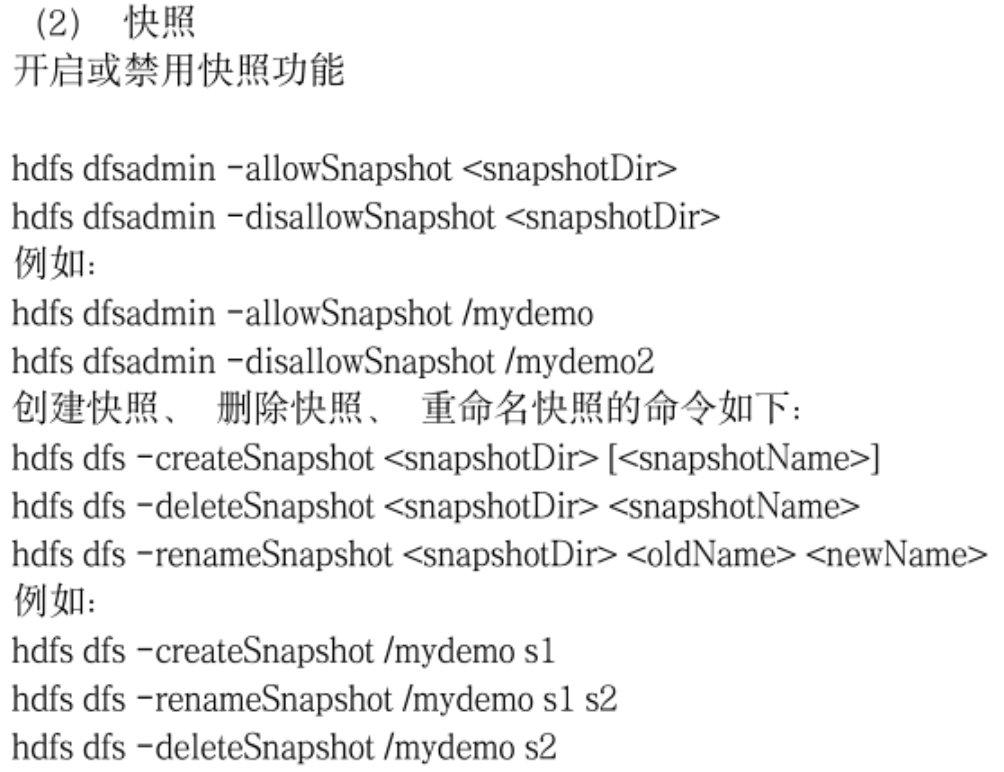 (2) 快照
开启或禁用快照功能
hdfs dfsadmin -allowSnapshot <snapshotDir>
hdfs dfsadmin -disallowSnapshot <snapshotDir>
例如:
hdfs dfsadmin -allowSnapshot /mydemo
hdfs dfsadmin -disallowSnapshot /mydemo2
创建快照、 删除快照、 重命名快照的命令如下:
hdfs dfs -createSnapshot <snapshotDir> [<snapshotName>]
hdfs dfs -deleteSnapshot <snapshotDir> <snapshotName>
hdfs dfs -renameSnapshot <snapshotDir> <oldName> <newName>
例如:
hdfs dfs -createSnapshot /mydemo s1
hdfs dfs -renameSnapshot /mydemo s1 s2
hdfs dfs -deleteSnapshot /mydemo s2